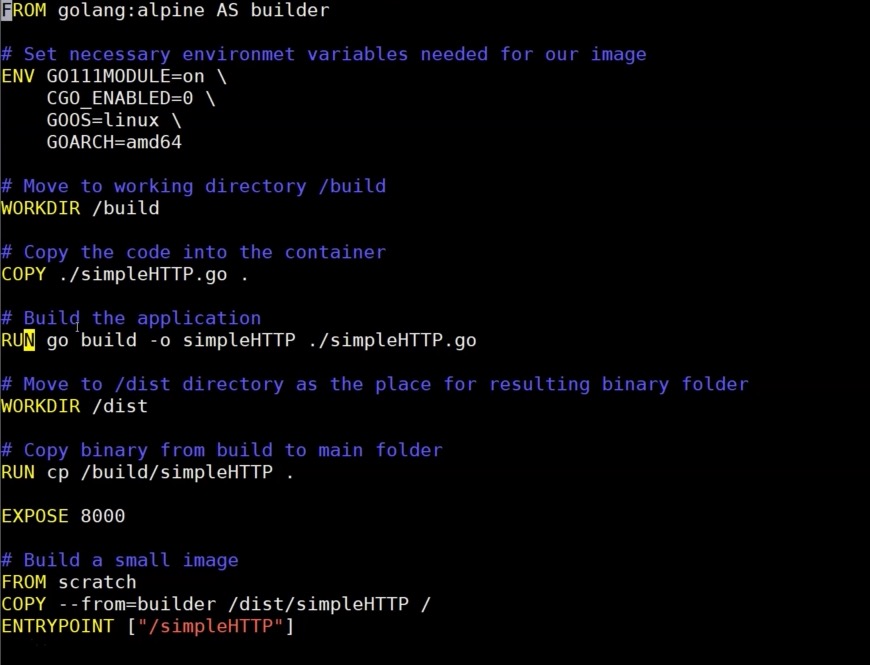 FROM golang:alpine AS builder
# Set necessary environmet variables needed for our image
ENV GO111MODULE=on \
    CGO_ENABLED=0 \
    GOOS=linux \
    GOARCH=amd64
# Move to working directory /build
WORKDIR /build
# Copy the code into the container
COPY ./simpleHTTP.go .
# Build the application
RUN go build -o simpleHTTP ./simpleHTTP.go
# Move to /dist directory as the place for resulting binary folder
WORKDIR /dist
# Copy binary from build to main folder
RUN cp /build/simpleHTTP .
EXPOSE 8000
# Build a small image
FROM scratch
COPY --from=builder /dist/simpleHTTP /
ENTRYPOINT ["/simpleHTTP"]